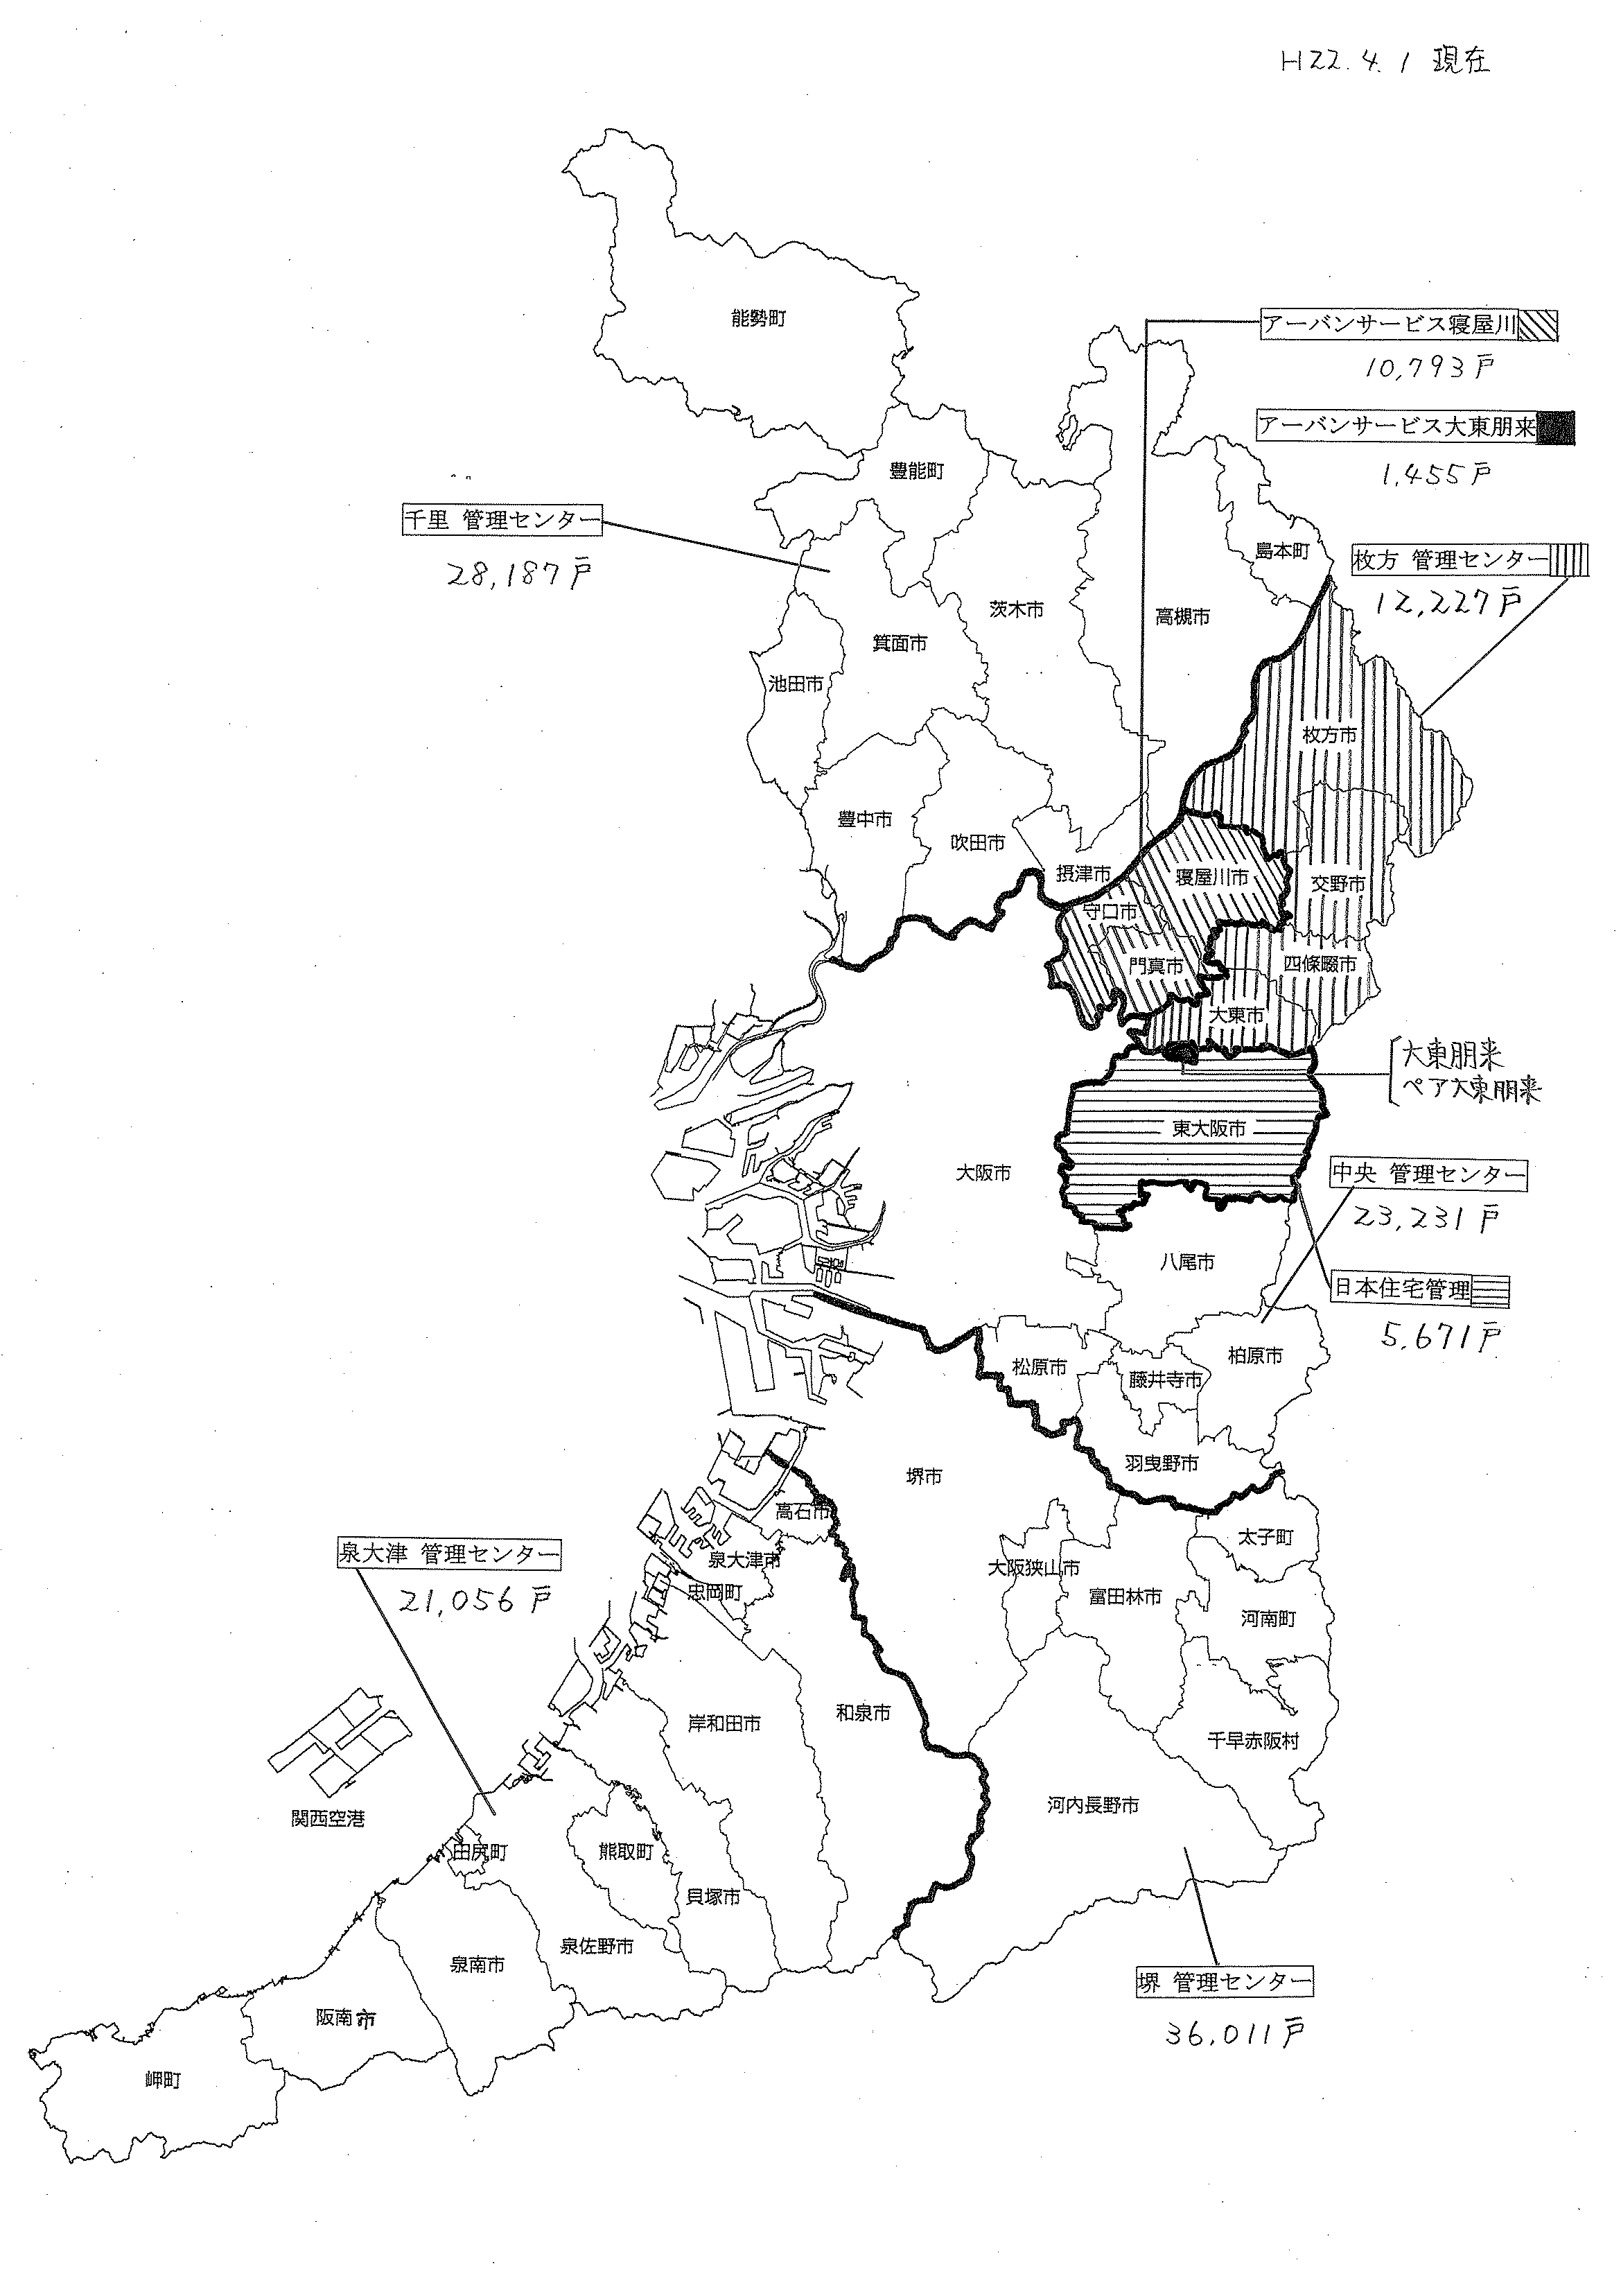 H22.4.1 現在
能勢町
アーバンサービス寝屋川
10,793戸
アーバンサービス大東朋来
1,455戸
豊能町
千里 管理センター
28,187戸
島本町
枚方 管理センター
12,227戸
茨木市
高槻市
箕面市
池田市
枚方市
豊中市
吹田市
摂津市
寝屋川市
交野市
守口市
門真市
四條畷市
大東市
大東朋来
ペア大東朋来
東大阪市
大阪市
中央 管理センター
23,231戸
八尾市
日本住宅管理
5,671戸
松原市
藤井寺市
柏原市
羽曳野市
堺市
高石市
太子町
泉大津 管理センター
21,056戸
泉大津市
忠岡町
大阪狭山市
富田林市
河南町
岸和田市
和泉市
千早赤阪村
河内長野市
関西空港
田尻町
熊取町
貝塚市
泉佐野市
泉南市
堺 管理センター
36,011戸
阪南市
岬町